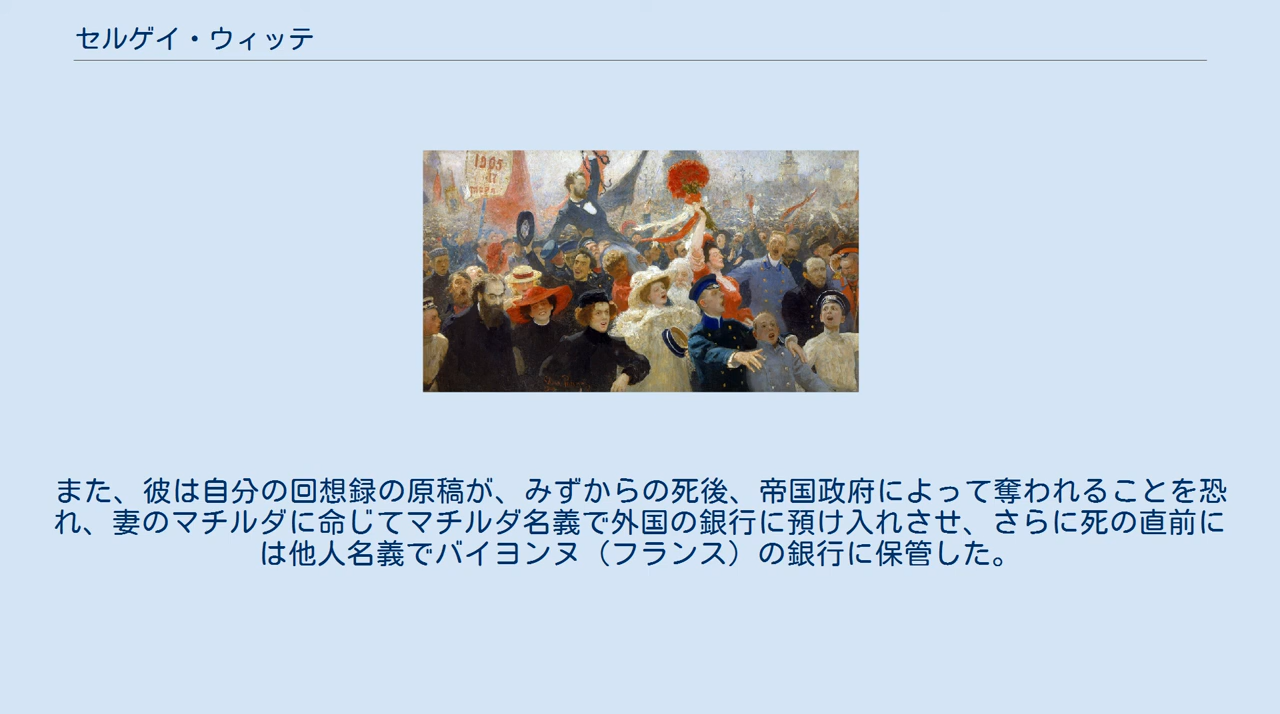 セルゲイ・ウィッテ
1905
17
また、彼は自分の回想録の原稿が、みずからの死後、帝国政府によって奪われることを恐
れ、妻のマチルダに命じてマチルダ名義で外国の銀行に預け入れさせ、さらに死の直前に
は他人名義でバイヨンヌ（フランス）の銀行に保管した。